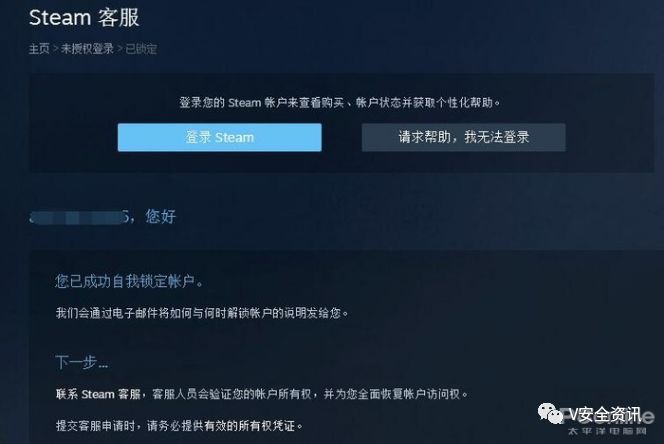 Steam 客服
主页 > 未授权登录 > 已锁定
登录您的 Steam 帐户来查看购买、帐户状态并获取个性化帮助。
登录 Steam
请求帮助，我无法登录
5，您好
您已成功自我锁定帐户。
我们会通过电子邮件将如何与何时解锁帐户的说明发给您。
下一步...
联系 Steam 客服，客服人员会验证您的帐户所有权，并为您全面恢复帐户访问权。
提交客服申请时，请务必提供有效的所有权凭证。
V安全资讯
太平洋电脑网